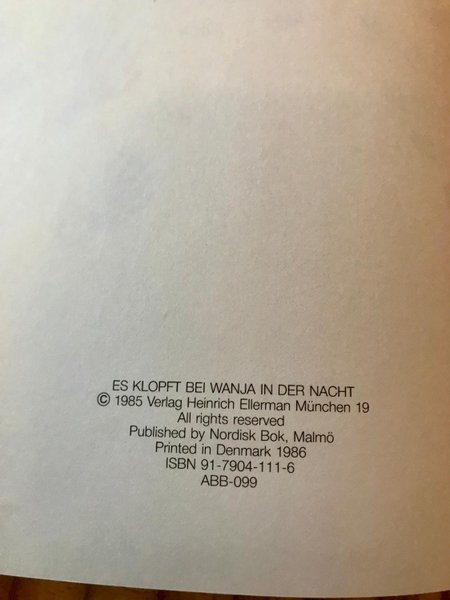 ES KLOPFT BEI WANJA IN DER NACHT
© 1985 Verlag Heinrich Ellerman München 19
All rights reserved
Published by Nordisk Bok, Malmö
Printed in Denmark 1986
ISBN 91-7904-111-6
ABB-099